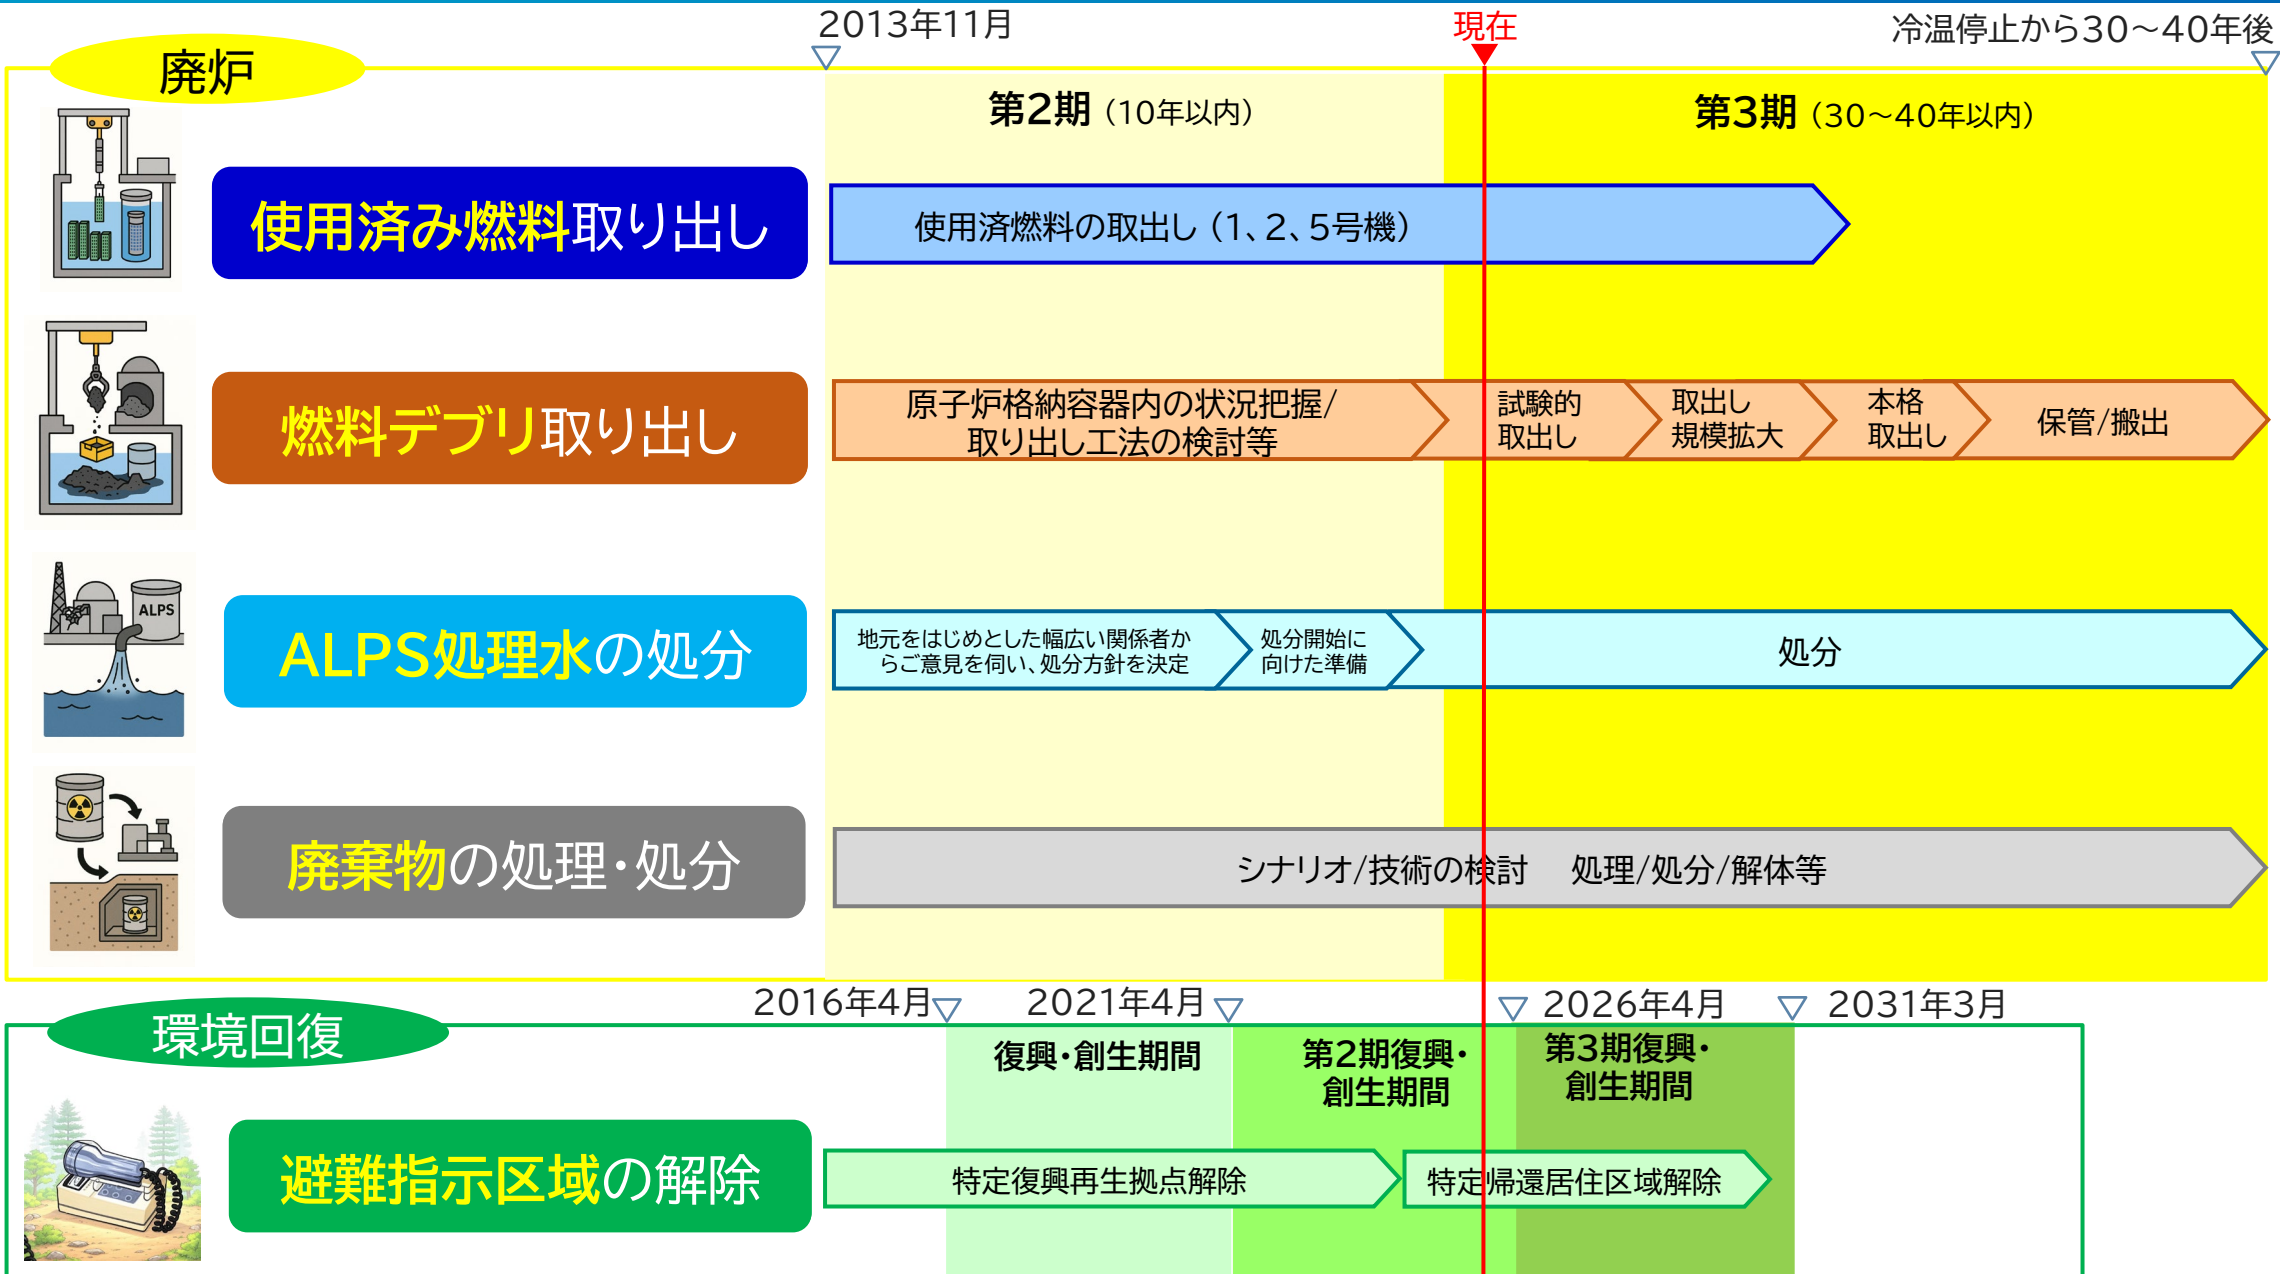 2013年11月
現在
冷温停止から30～40年後
廃炉
第2期（10年以内）
第3期（30～40年以内）
使用済み燃料取り出し
使用済燃料の取出し（1、2、5号機）
燃料デブリ取り出し
原子炉格納容器内の状況把握/
取り出し工法の検討等
試験的
取出し
取出し
規模拡大
本格
取出し
保管/搬出
ALPS
ALPS処理水の処分
地元をはじめとした幅広い関係者か
らご意見を伺い、処分方針を決定
処分開始に
向けた準備
処分
廃棄物の処理・処分
シナリオ/技術の検討　処理/処分/解体等
2016年4月
2021年4月
2026年4月
2031年3月
環境回復
復興・創生期間
第2期復興・
創生期間
第3期復興・
創生期間
避難指示区域の解除
特定復興再生拠点解除
特定帰還居住区域解除